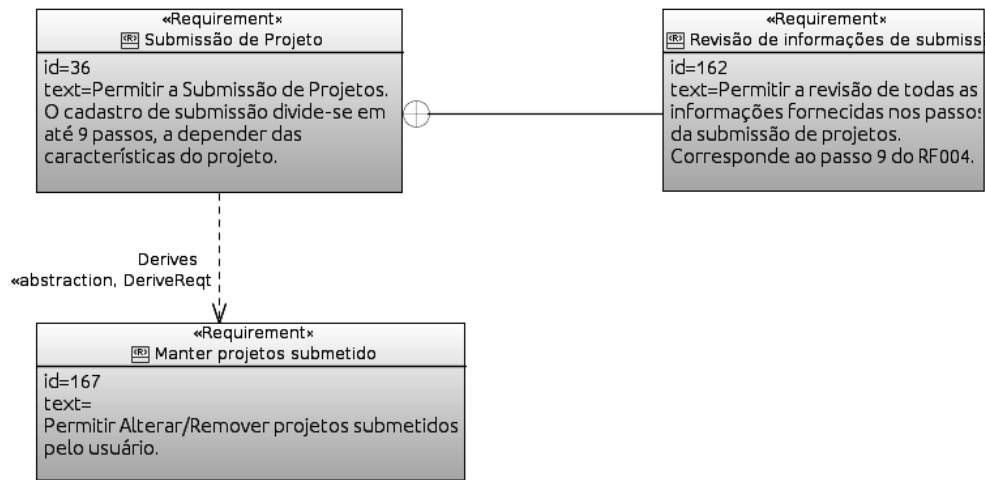 «Requirement»
Submissão de Projeto
id=36
text=Permitir a Submissão de Projetos.
O cadastro de submissão divide-se em
até 9 passos, a depender das
características do projeto.
«Requirement»
Revisão de informações de submiss
id=162
text=Permitir a revisão de todas as
informações fornecidas nos passos
da submissão de projetos.
Corresponde ao passo 9 do RF004.
Derives
«abstraction, DeriveReqt
«Requirement»
Manter projetos submetido
id=167
text=
Permitir Alterar/Remover projetos submetidos
pelo usuário.